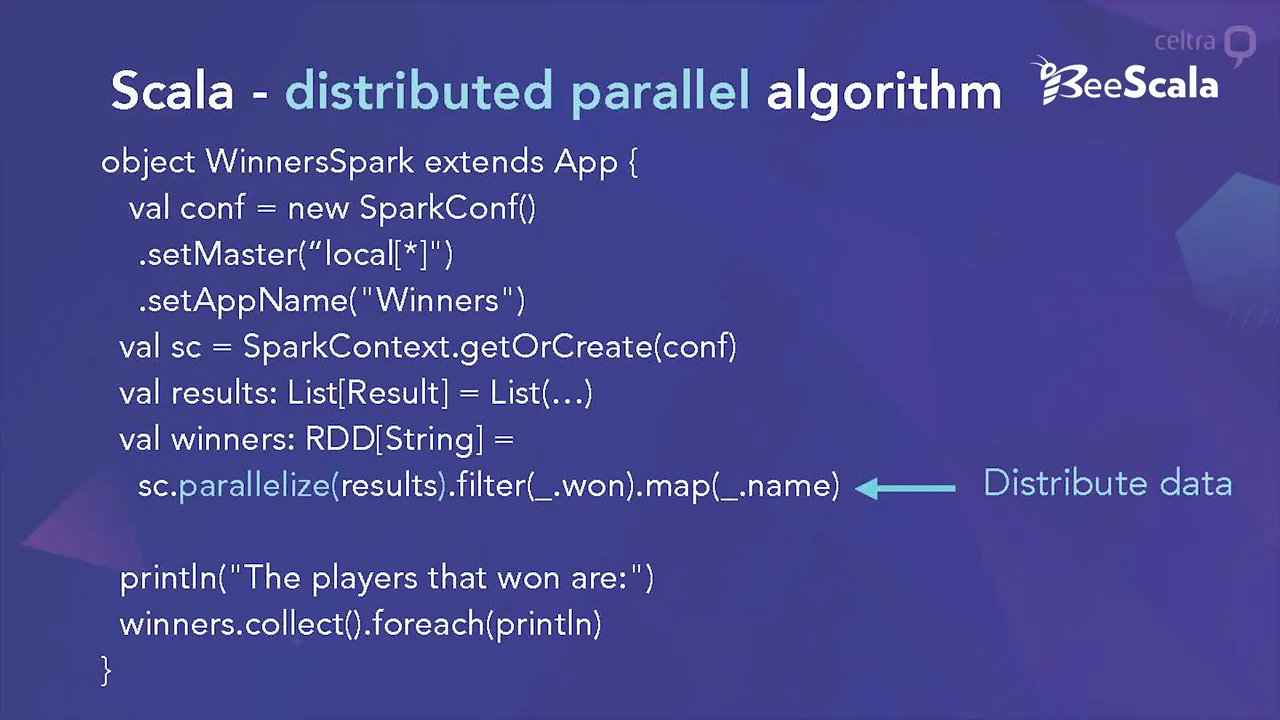 celtra
Scala - distributed parallel algorithm
BeeScala
object WinnersSpark extends App {
val conf = new SparkConf()
.setMaster(“local[*]")
.setAppName("Winners")
val sc = SparkContext.getOrCreate(conf)
val results: List[Result] = List(...)
val winners: RDD[String] =
sc.parallelize(results).filter(_.won).map(_.name)
Distribute data
println("The players that won are:")
winners.collect().foreach(println)
}